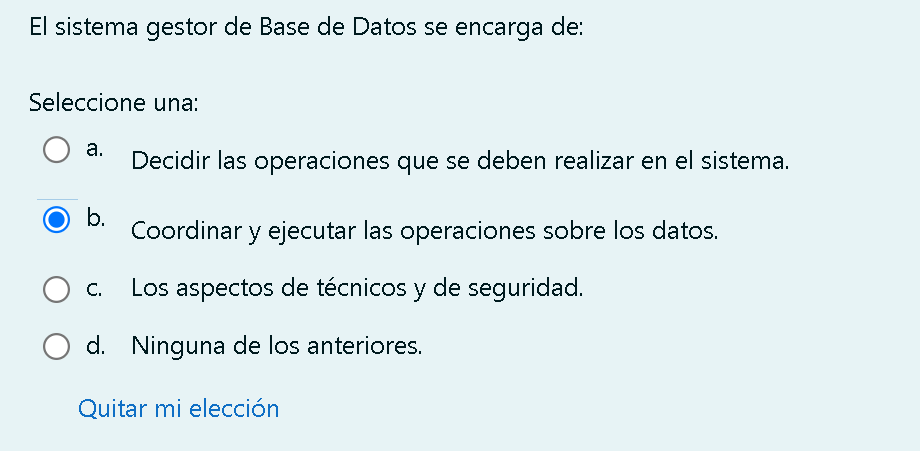 El sistema gestor de Base de Datos se encarga de:
Seleccione una:
a. Decidir las operaciones que se deben realizar en el sistema.
b. Coordinar y ejecutar las operaciones sobre los datos.
c. Los aspectos de técnicos y de seguridad.
d. Ninguna de los anteriores.
Quitar mi elección